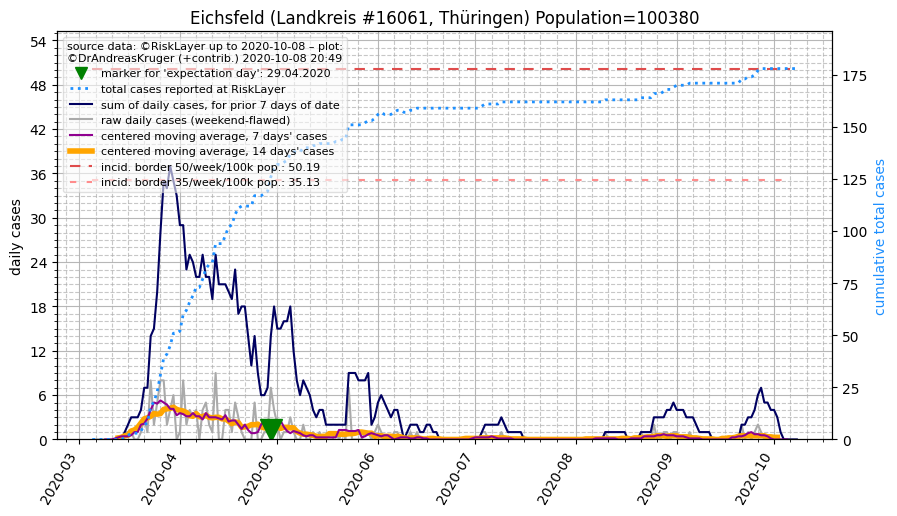 Eichsfeld (Landkreis #16061, Thüringen) Population=100380
source data: ©RiskLayer up to 2020-10-08 – plot:
©DrAndreasKruger (+contrib.) 2020-10-08 20:49
marker for 'expectation day': 29.04.2020
total cases reported at RiskLayer
sum of daily cases, for prior 7 days of date
raw daily cases (weekend-flawed)
centered moving average, 7 days' cases
centered moving average, 14 days' cases
incid. border 50/week/100k pop.: 50.19
incid. border 35/week/100k pop.: 35.13
daily cases
54
48
42
36
30
24
18
12
6
0
cumulative total cases
175
150
125
100
75
50
25
0
2020-03
2020-04
2020-05
2020-06
2020-07
2020-08
2020-09
2020-10